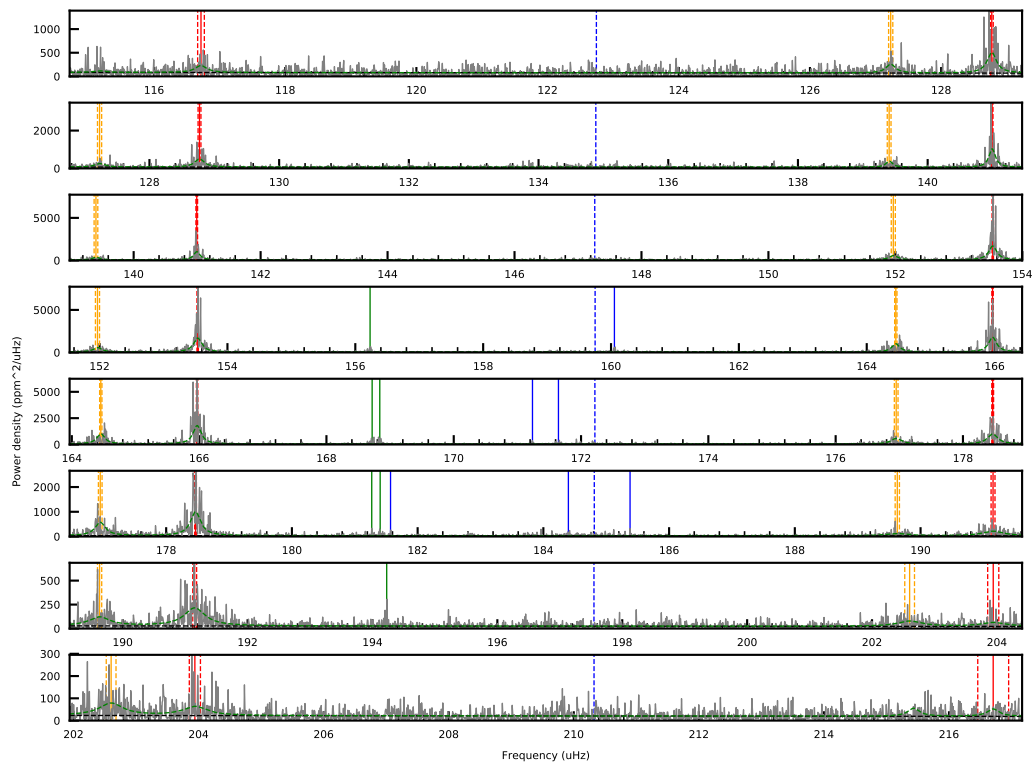 1000
500
0
116 118 120 122 124 126 128
2000
0
128 130 132 134 136 138 140
5000
0
140 142 144 146 148 150 152 154
5000
0
152 154 156 158 160 162 164 166
5000
2500
0
164 166 168 170 172 174 176 178
2000
1000
0
178 180 182 184 186 188 190
500
250
0
190 192 194 196 198 200 202 204
300
200
100
0
202 204 206 208 210 212 214 216
Power density (ppm^2/uHz)
Frequency (uHz)